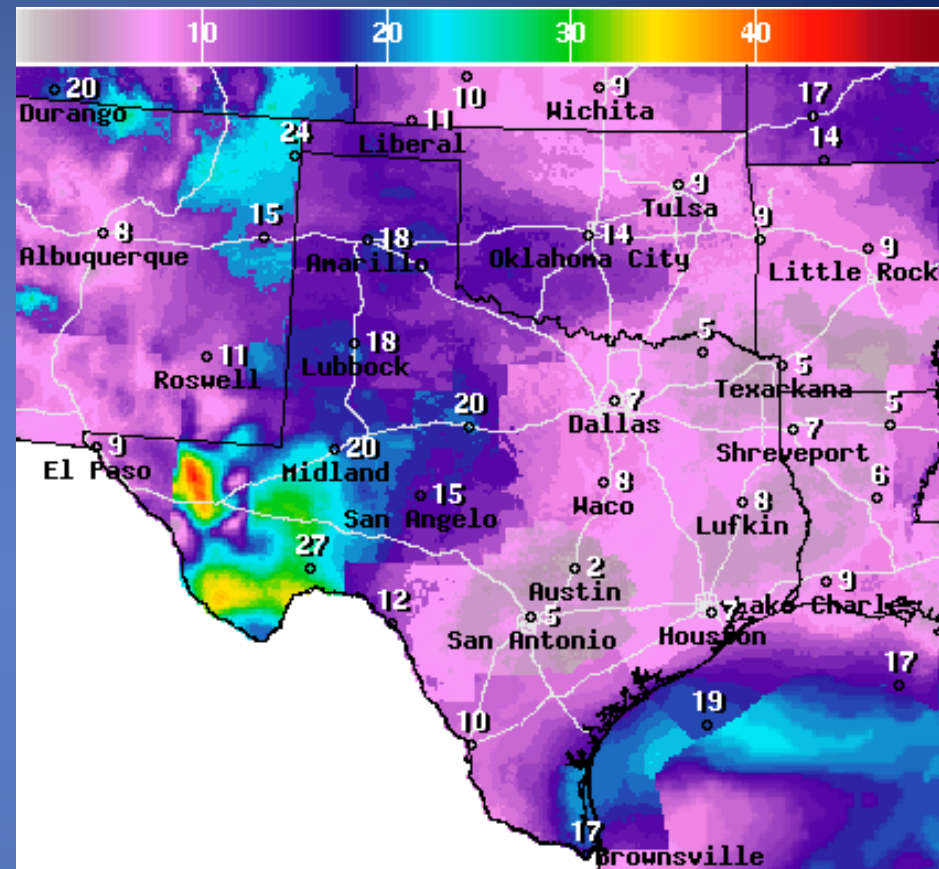 10 20 30 40
20
Durango
10
9
Wichita
17
11
Liberal
24
14
9
Tulsa
15
8
Albuquerque
18
Amarillo
14
Oklahoma City
9
9
Little Rock
11
Roswell
18
Lubbock
5
5
Texarkana
7
Dallas
20
5
7
Shreveport
9
El Paso
20
Midland
15
San Angelo
8
Waco
8
Lufkin
6
27
2
Austin
12
5
San Antonio
7
Houston
9
Lake Charles
17
19
10
17
Brownsville